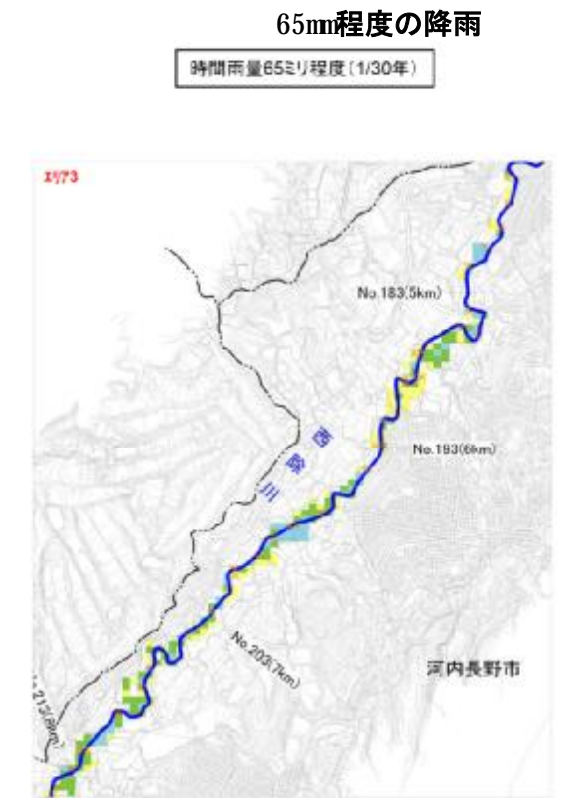 65mm程度の降雨
時間雨量65ミリ程度(1/30年)
エリア3
No.183(5km)
No.193(6km)
西除川
No.203(7km)
河内長野市